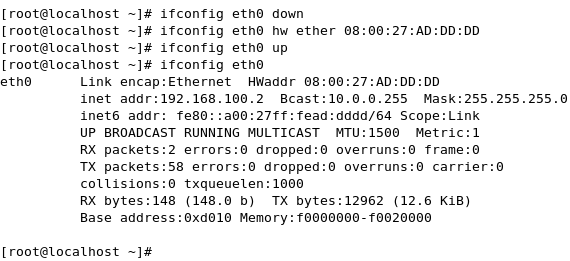 [root@localhost ~]# ifconfig eth0 down
[root@localhost ~]# ifconfig eth0 hw ether 08:00:27:AD:DD:DD
[root@localhost ~]# ifconfig eth0 up
[root@localhost ~]# ifconfig eth0
eth0      Link encap:Ethernet  HWaddr 08:00:27:AD:DD:DD
          inet addr:192.168.100.2  Bcast:10.0.0.255  Mask:255.255.255.0
          inet6 addr: fe80::a00:27ff:fead:dddd/64 Scope:Link
          UP BROADCAST RUNNING MULTICAST  MTU:1500  Metric:1
          RX packets:2 errors:0 dropped:0 overruns:0 frame:0
          TX packets:58 errors:0 dropped:0 overruns:0 carrier:0
          collisions:0 txqueuelen:1000
          RX bytes:148 (148.0 b)  TX bytes:12962 (12.6 KiB)
          Base address:0xd010 Memory:f0000000-f0020000

[root@localhost ~]#